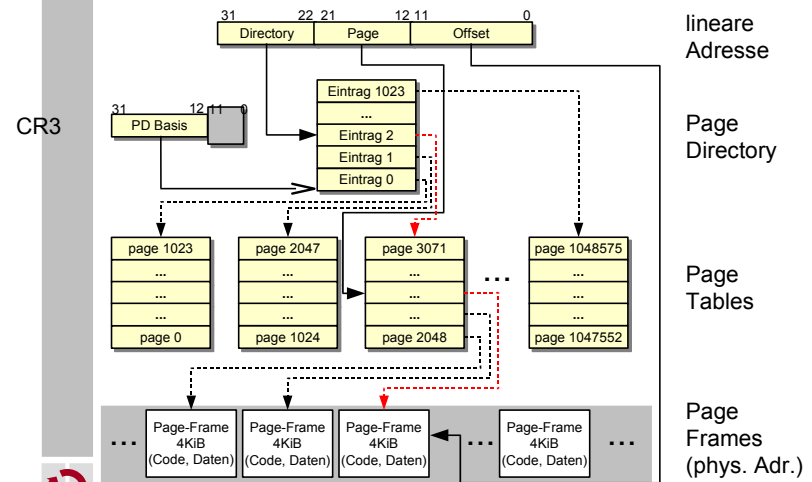 31 22 21 12 11 0
Directory Page Offset
lineare
Adresse
Eintrag 1023
...
Eintrag 2
Eintrag 1
Eintrag 0
CR3
31 12 11 0
PD Basis
Page
Directory
page 1023
...
...
...
page 0
page 2047
...
...
...
page 1024
page 3071
...
...
...
page 2048
...
page 1048575
...
...
...
page 1047552
Page
Tables
...
Page-Frame
4KiB
(Code, Daten)
Page-Frame
4KiB
(Code, Daten)
Page-Frame
4KiB
(Code, Daten)
...
Page-Frame
4KiB
(Code, Daten)
...
Page
Frames
(phys. Adr.)